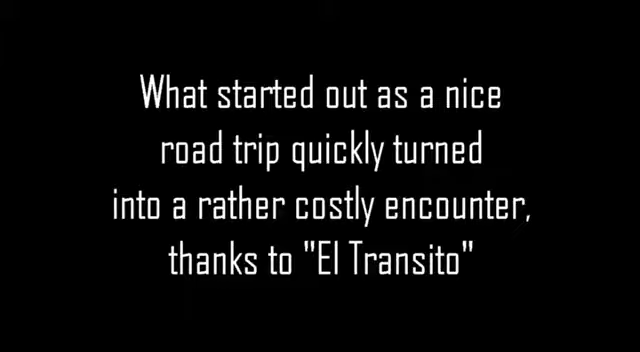 What started out as a nice
road trip quickly turned
into a rather costly encounter,
thanks to "El Transito"